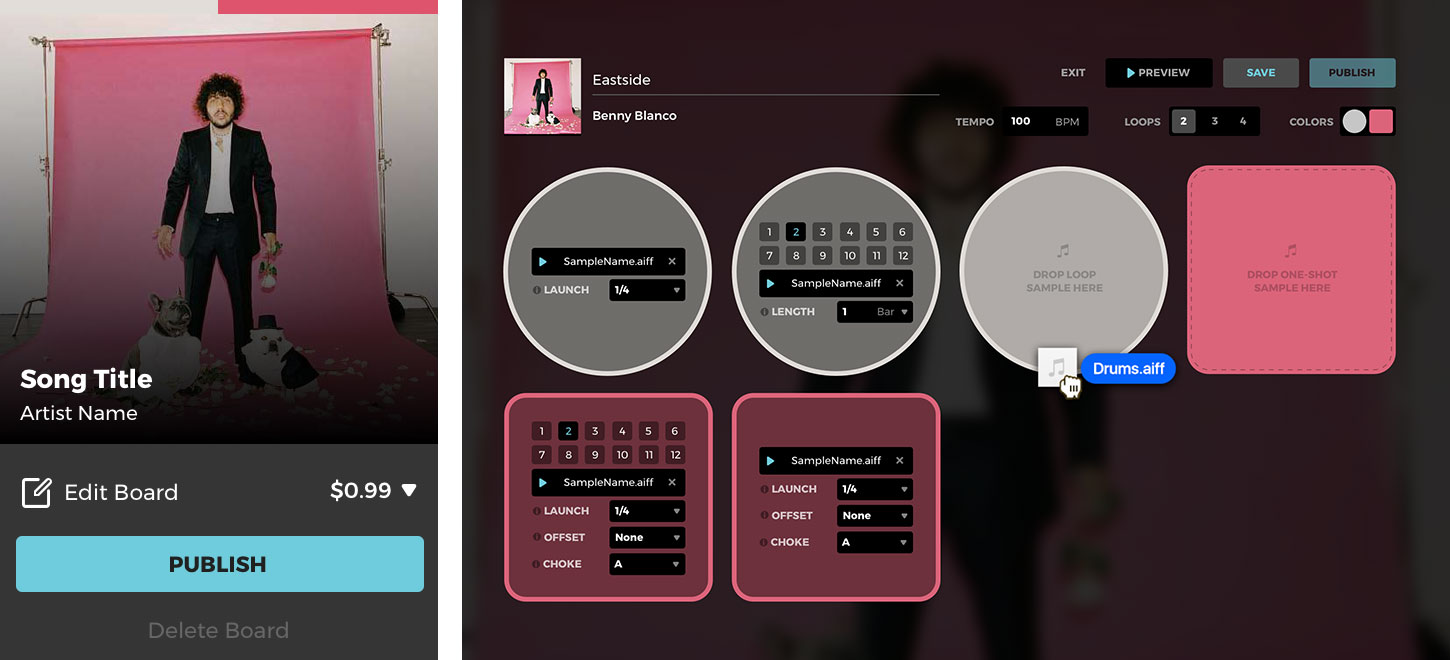 Song Title
Artist Name
Edit Board
$0.99
PUBLISH
Delete Board
Eastside
Benny Blanco
EXIT
PREVIEW
SAVE
PUBLISH
TEMPO 100 BPM
LOOPS 2 3 4
COLORS
SampleName.aiff
LAUNCH 1/4
1 2 3 4 5 6
7 8 9 10 11 12
SampleName.aiff
LENGTH 1 Bar
DROP LOOP
SAMPLE HERE
Drums.aiff
DROP ONE-SHOT
SAMPLE HERE
1 2 3 4 5 6
7 8 9 10 11 12
SampleName.aiff
LAUNCH 1/4
OFFSET None
CHOKE A
SampleName.aiff
LAUNCH 1/4
OFFSET None
CHOKE A